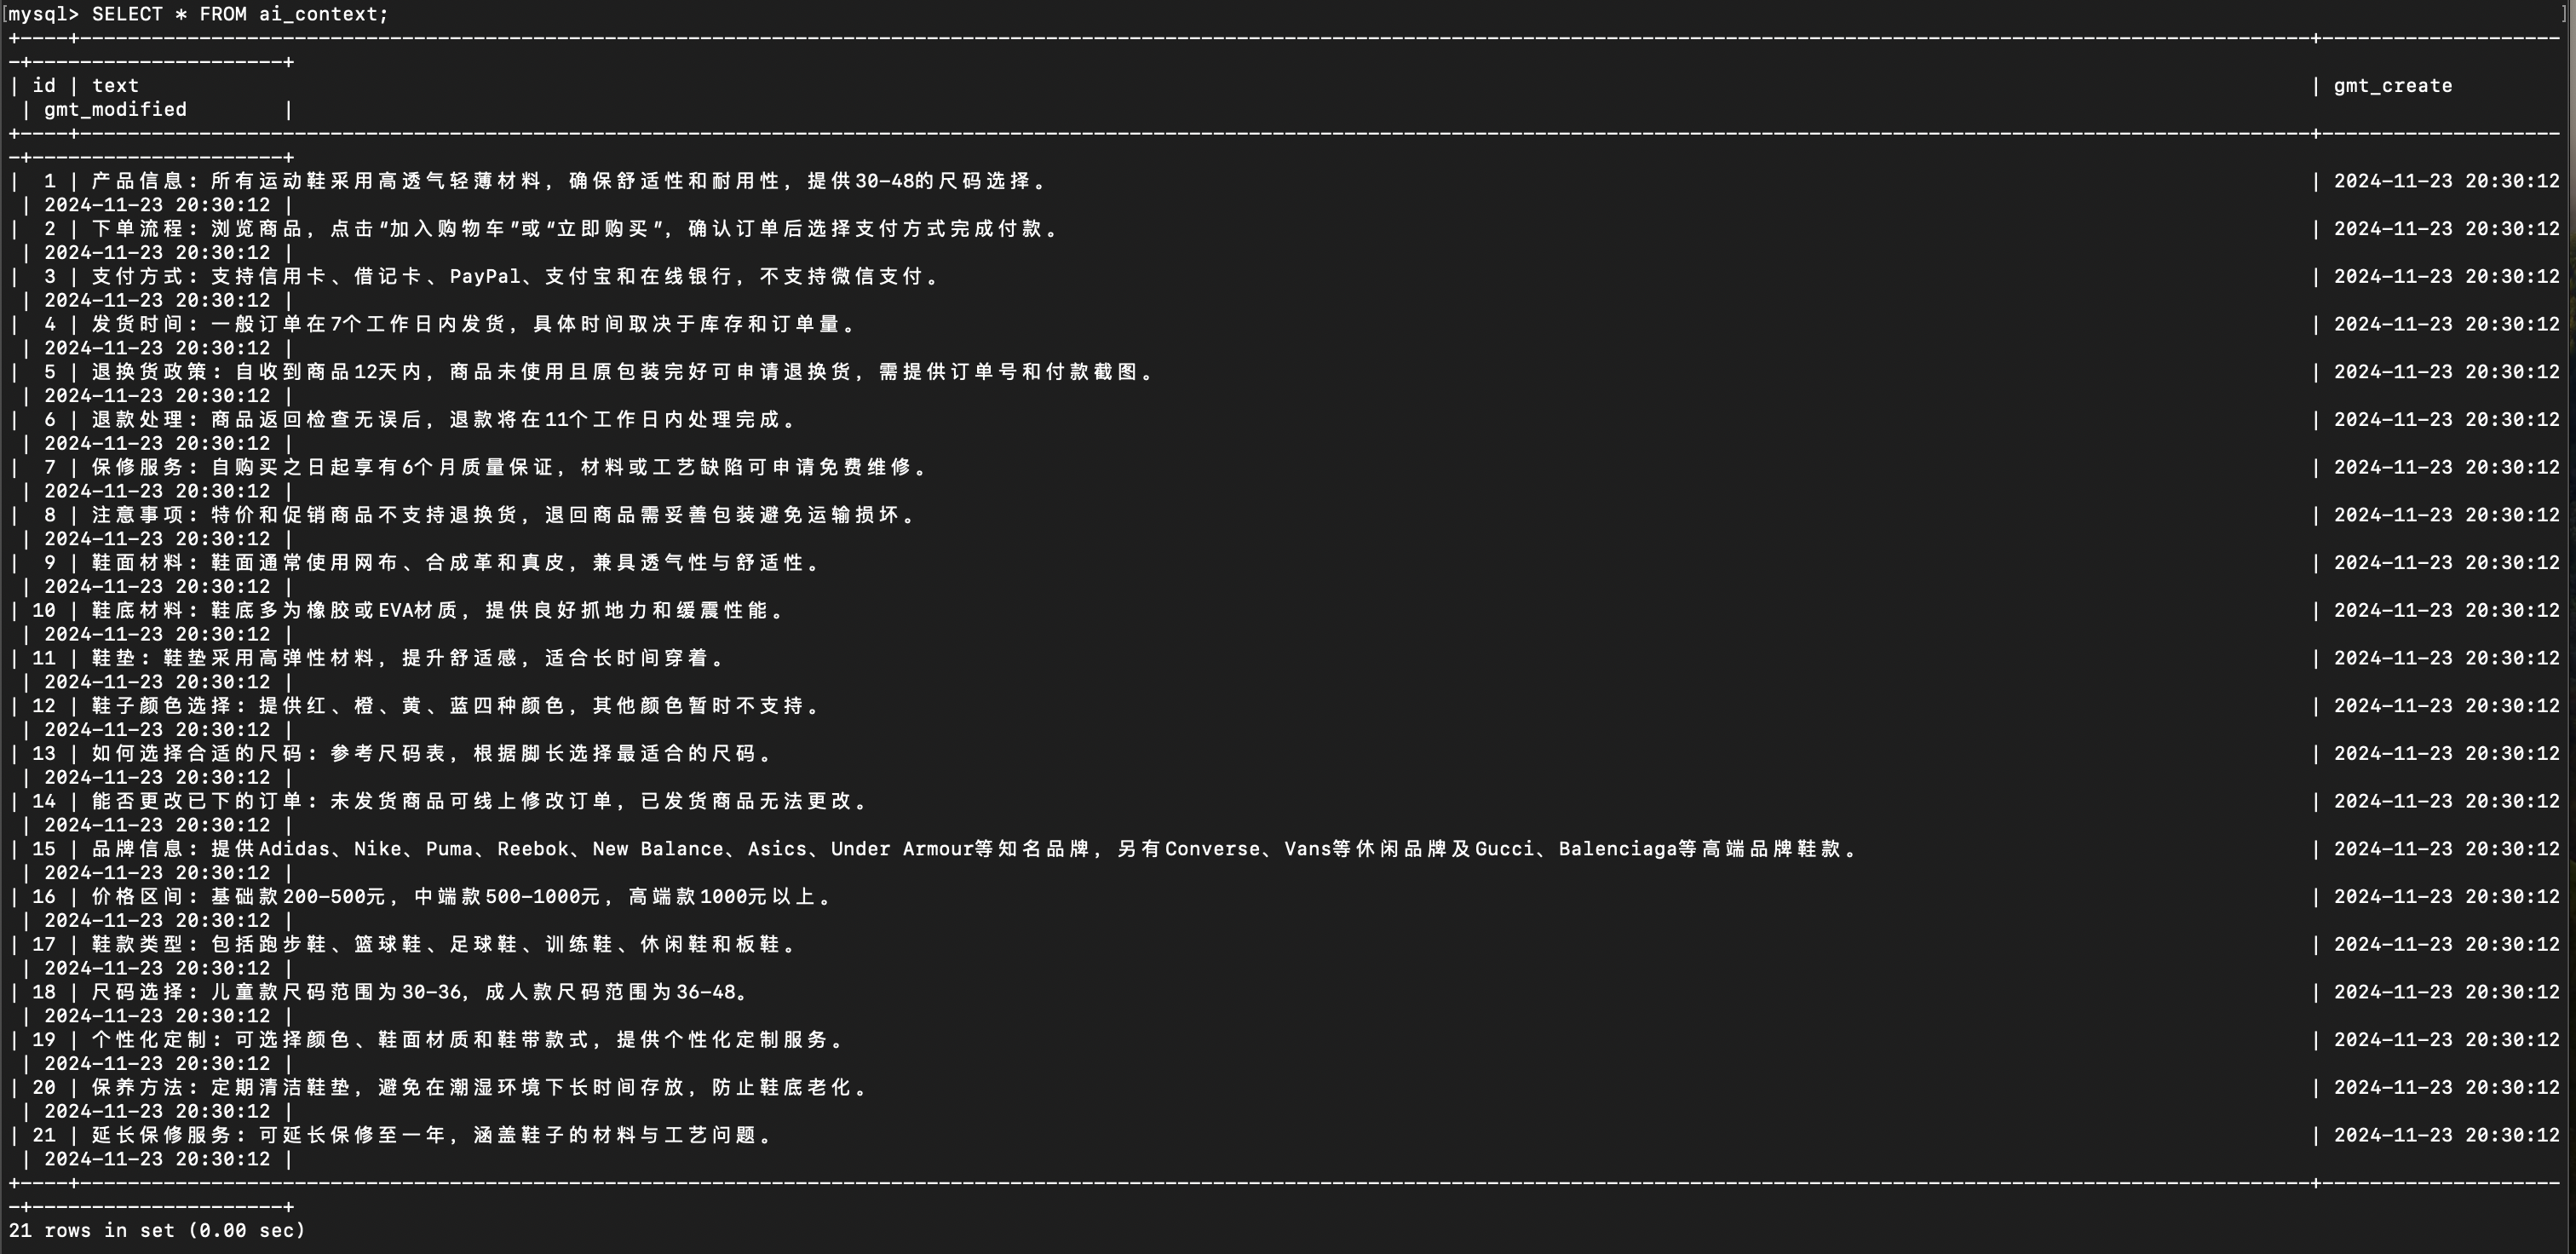 [mysql> SELECT * FROM ai_context; ]
+----+--------------------------------------------------------------------------------------------------------------------------------------------------------------------------------------------+--------------------
-+---------------------+
| id | text | gmt_create
 | gmt_modified |
+----+--------------------------------------------------------------------------------------------------------------------------------------------------------------------------------------------+--------------------
-+---------------------+
| 1 | 产品信息：所有运动鞋采用高透气轻薄材料，确保舒适性和耐用性，提供30-48的尺码选择。 | 2024-11-23 20:30:12
 | 2024-11-23 20:30:12 |
| 2 | 下单流程：浏览商品，点击“加入购物车”或“立即购买”，确认订单后选择支付方式完成付款。 | 2024-11-23 20:30:12
 | 2024-11-23 20:30:12 |
| 3 | 支付方式：支持信用卡、借记卡、PayPal、支付宝和在线银行，不支持微信支付。 | 2024-11-23 20:30:12
 | 2024-11-23 20:30:12 |
| 4 | 发货时间：一般订单在7个工作日内发货，具体时间取决于库存和订单量。 | 2024-11-23 20:30:12
 | 2024-11-23 20:30:12 |
| 5 | 退换货政策：自收到商品12天内，商品未使用且原包装完好可申请退换货，需提供订单号和付款截图。 | 2024-11-23 20:30:12
 | 2024-11-23 20:30:12 |
| 6 | 退款处理：商品返回检查无误后，退款将在11个工作日内处理完成。 | 2024-11-23 20:30:12
 | 2024-11-23 20:30:12 |
| 7 | 保修服务：自购买之日起享有6个月质量保证，材料或工艺缺陷可申请免费维修。 | 2024-11-23 20:30:12
 | 2024-11-23 20:30:12 |
| 8 | 注意事项：特价和促销商品不支持退换货，退回商品需妥善包装避免运输损坏。 | 2024-11-23 20:30:12
 | 2024-11-23 20:30:12 |
| 9 | 鞋面材料：鞋面通常使用网布、合成革和真皮，兼具透气性与舒适性。 | 2024-11-23 20:30:12
 | 2024-11-23 20:30:12 |
| 10 | 鞋底材料：鞋底多为橡胶或EVA材质，提供良好抓地力和缓震性能。 | 2024-11-23 20:30:12
 | 2024-11-23 20:30:12 |
| 11 | 鞋垫：鞋垫采用高弹性材料，提升舒适感，适合长时间穿着。 | 2024-11-23 20:30:12
 | 2024-11-23 20:30:12 |
| 12 | 鞋子颜色选择：提供红、橙、黄、蓝四种颜色，其他颜色暂时不支持。 | 2024-11-23 20:30:12
 | 2024-11-23 20:30:12 |
| 13 | 如何选择合适的尺码：参考尺码表，根据脚长选择最适合的尺码。 | 2024-11-23 20:30:12
 | 2024-11-23 20:30:12 |
| 14 | 能否更改已下的订单：未发货商品可线上修改订单，已发货商品无法更改。 | 2024-11-23 20:30:12
 | 2024-11-23 20:30:12 |
| 15 | 品牌信息：提供Adidas、Nike、Puma、Reebok、New Balance、Asics、Under Armour等知名品牌，另有Converse、Vans等休闲品牌及Gucci、Balenciaga等高端品牌鞋款。 | 2024-11-23 20:30:12
 | 2024-11-23 20:30:12 |
| 16 | 价格区间：基础款200-500元，中端款500-1000元，高端款1000元以上。 | 2024-11-23 20:30:12
 | 2024-11-23 20:30:12 |
| 17 | 鞋款类型：包括跑步鞋、篮球鞋、足球鞋、训练鞋、休闲鞋和板鞋。 | 2024-11-23 20:30:12
 | 2024-11-23 20:30:12 |
| 18 | 尺码选择：儿童款尺码范围为30-36，成人款尺码范围为36-48。 | 2024-11-23 20:30:12
 | 2024-11-23 20:30:12 |
| 19 | 个性化定制：可选择颜色、鞋面材质和鞋带款式，提供个性化定制服务。 | 2024-11-23 20:30:12
 | 2024-11-23 20:30:12 |
| 20 | 保养方法：定期清洁鞋垫，避免在潮湿环境下长时间存放，防止鞋底老化。 | 2024-11-23 20:30:12
 | 2024-11-23 20:30:12 |
| 21 | 延长保修服务：可延长保修至一年，涵盖鞋子的材料与工艺问题。 | 2024-11-23 20:30:12
 | 2024-11-23 20:30:12 |
+----+--------------------------------------------------------------------------------------------------------------------------------------------------------------------------------------------+--------------------
-+---------------------+
21 rows in set (0.00 sec)